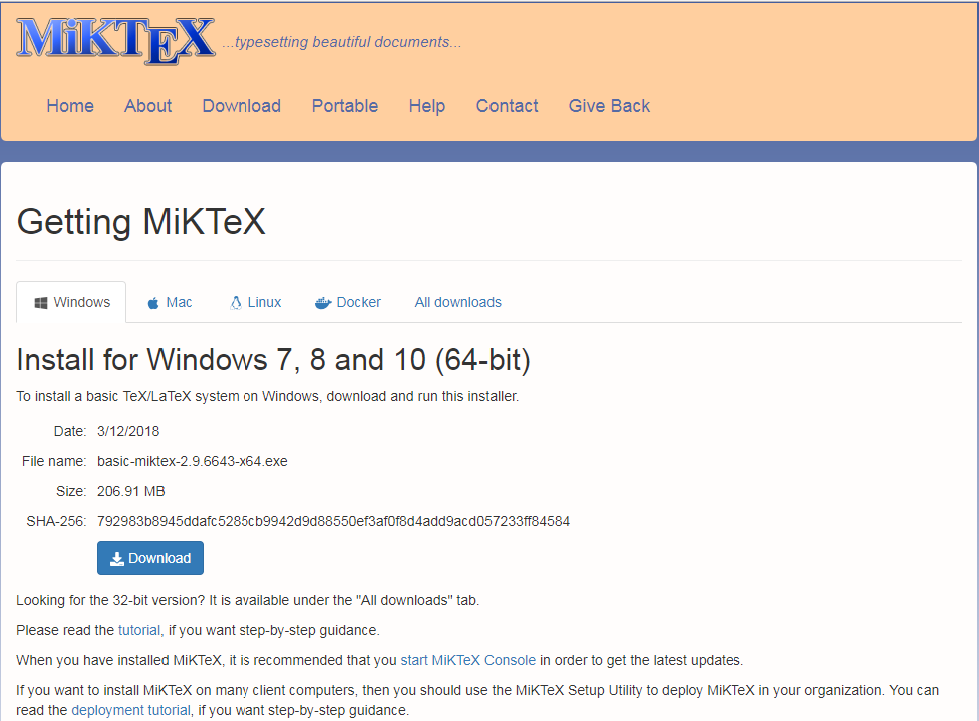 MiKTeX ...typesetting beautiful documents...
Home About Download Portable Help Contact Give Back
Getting MiKTeX
Windows Mac Linux Docker All downloads
Install for Windows 7, 8 and 10 (64-bit)
To install a basic TeX/LaTeX system on Windows, download and run this installer.
Date: 3/12/2018
File name: basic-miktex-2.9.6643-x64.exe
Size: 206.91 MB
SHA-256: 792983b8945ddafc5285cb9942d9d88550ef3af0f8d4add9acd057233ff84584
Download
Looking for the 32-bit version? It is available under the "All downloads" tab.
Please read the tutorial, if you want step-by-step guidance.
When you have installed MiKTeX, it is recommended that you start MiKTeX Console in order to get the latest updates.
If you want to install MiKTeX on many client computers, then you should use the MiKTeX Setup Utility to deploy MiKTeX in your organization. You can
read the deployment tutorial, if you want step-by-step guidance.